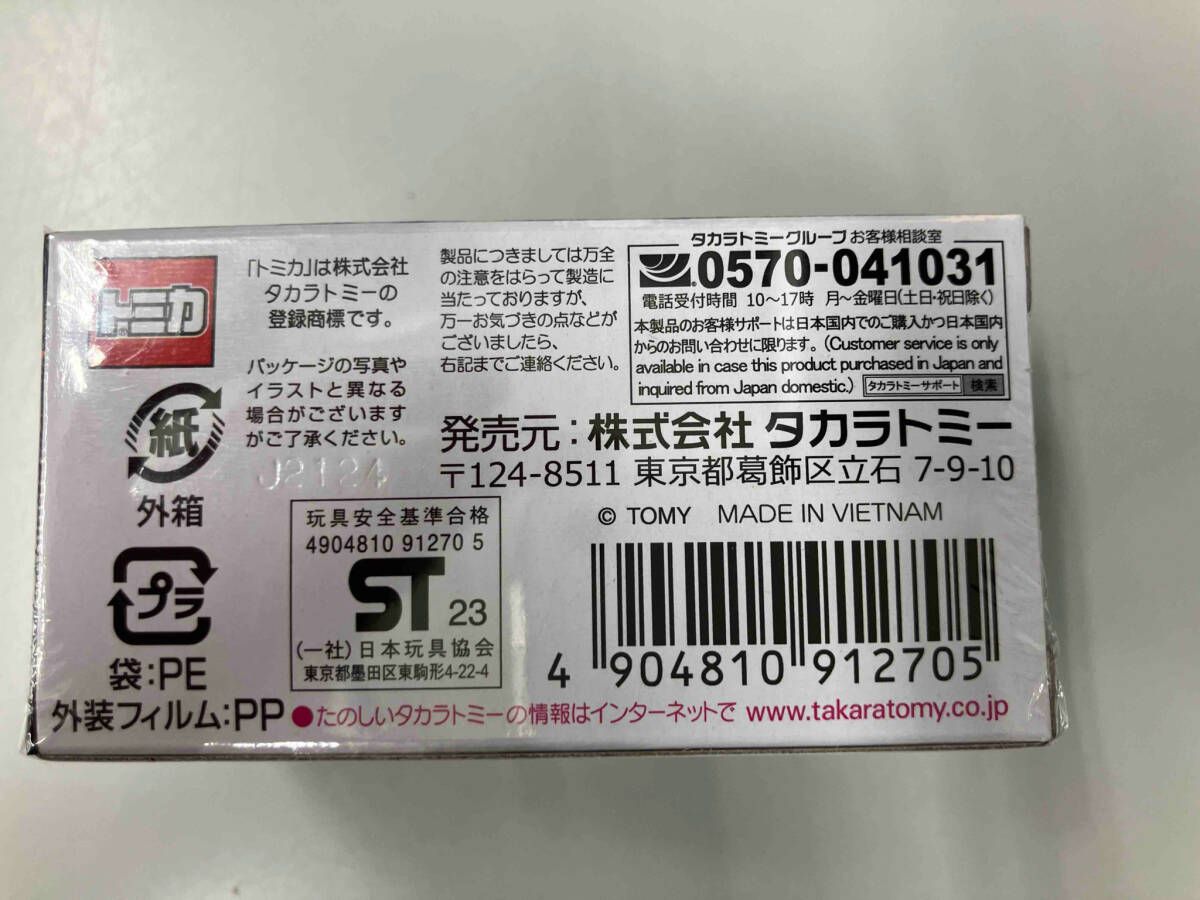 トミカ
「トミカ」は株式会社
タカラトミーの
登録商標です。
パッケージの写真や
イラストと異なる
場合がございます
がご了承ください。
J2124
紙
外箱
プラ
袋:PE
外装フィルム:PP
製品につきましては万全
の注意をはらって製造に
当たっておりますが、
万一お気づきの点などが
ございましたら、
右記までご連絡ください。
タカラトミーグループ お客様相談室
0570-041031
電話受付時間 10〜17時 月〜金曜日(土日・祝日除く)
本製品のお客様サポートは日本国内でのご購入かつ日本国内
からのお問い合わせに限ります。(Customer service is only
available in case this product purchased in Japan and
inquired from Japan domestic.) タカラトミーサポート 検索
発売元:株式会社 タカラトミー
〒124-8511 東京都葛飾区立石 7-9-10
© TOMY MADE IN VIETNAM
玩具安全基準合格
4904810 91270 5
ST 23
(一社)日本玩具協会
東京都墨田区東駒形4-22-4
4 904810 912705
●たのしいタカラトミーの情報はインターネットで www.takaratomy.co.jp